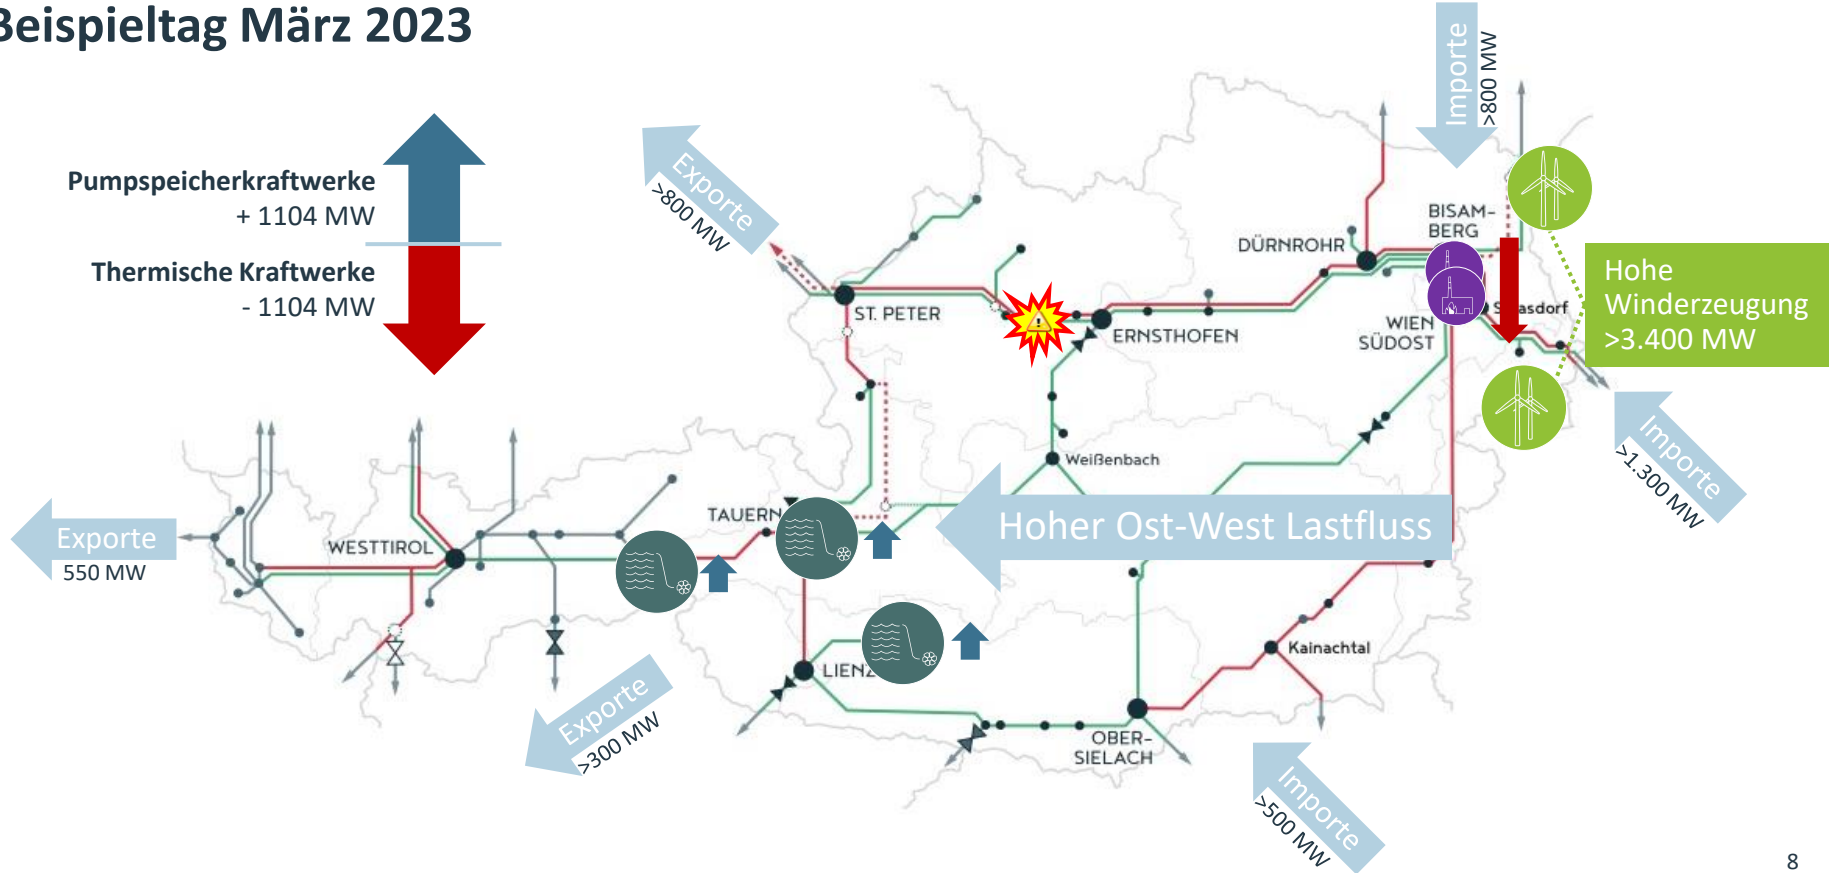 Beispieltag März 2023
Pumpspeicherkraftwerke
+ 1104 MW
Thermische Kraftwerke
- 1104 MW
Exporte
>800 MW
Importe
>800 MW
BISAM-
BERG
DÜRNROHR
Hohe
Winderzeugung
>3.400 MW
ST. PETER
ERNSTHOFEN
WIEN
SÜDOST
Importe
>1.300 MW
Weißenbach
TAUERN
Hoher Ost-West Lastfluss
WESTTIROL
Exporte
550 MW
LIENZ
Kainachtal
Exporte
>300 MW
OBER-
SIELACH
Importe
>500 MW
8